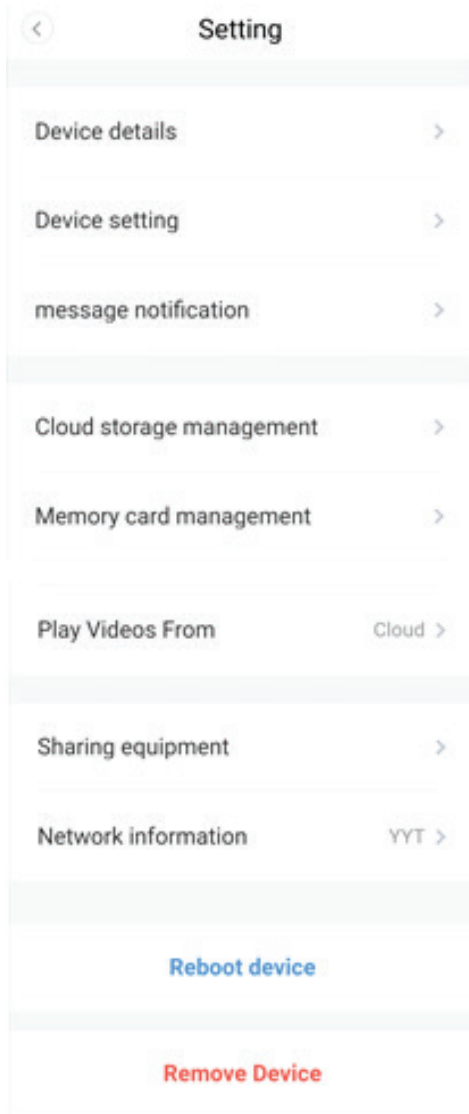 Setting
Device details
Device setting
message notification
Cloud storage management
Memory card management
Play Videos From Cloud
Sharing equipment
Network information YYT
Reboot device
Remove Device